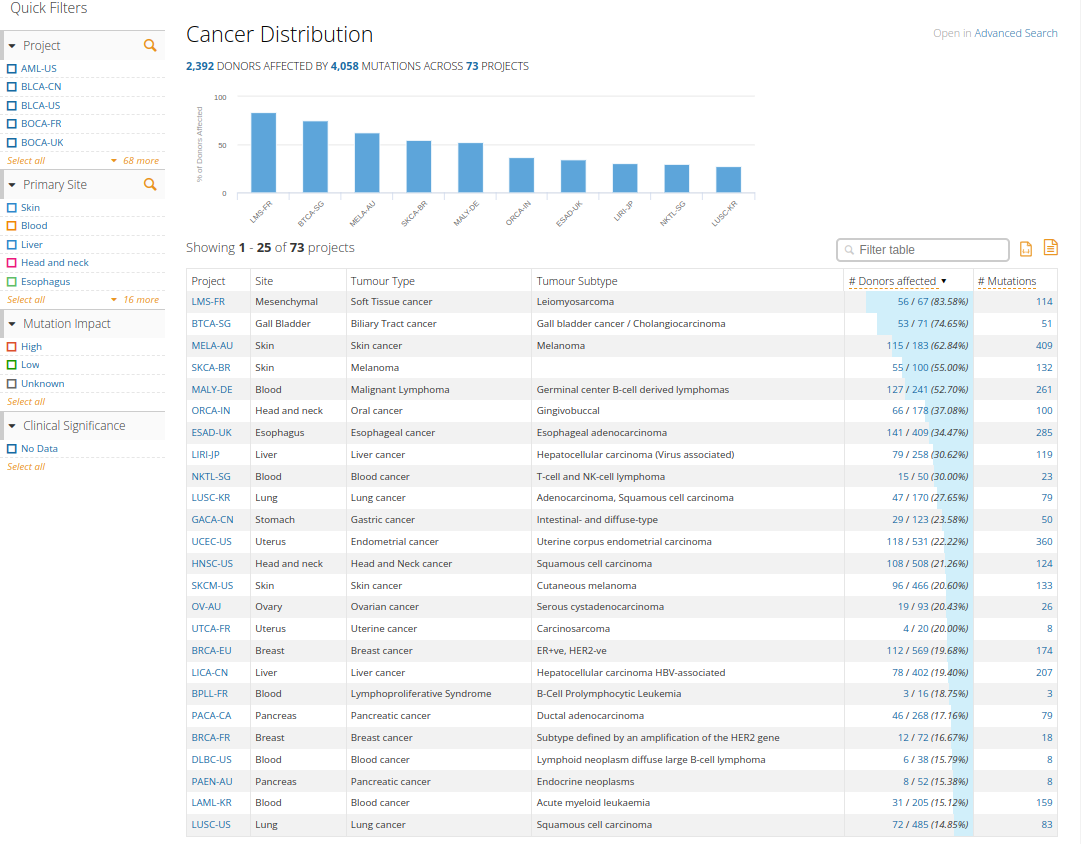 Quick Filters
Project
AML-US
BLCA-CN
BLCA-US
BOCA-FR
BOCA-UK
Select all 68 more
Primary Site
Skin
Blood
Liver
Head and neck
Esophagus
Select all 16 more
Mutation Impact
High
Low
Unknown
Select all
Clinical Significance
No Data
Select all
Cancer Distribution
Open in Advanced Search
2,392 DONORS AFFECTED BY 4,058 MUTATIONS ACROSS 73 PROJECTS
% of Donors Affected
100
50
0
LMS-FR BTCA-SG MELA-AU SKCA-BR MALY-DE ORCA-IN ESAD-UK LIRI-JP NKTL-SG LUSC-KR
Showing 1 - 25 of 73 projects
Filter table
Project Site Tumour Type Tumour Subtype # Donors affected # Mutations
LMS-FR Mesenchymal Soft Tissue cancer Leiomyosarcoma 56 / 67 (83.58%) 114
BTCA-SG Gall Bladder Biliary Tract cancer Gall bladder cancer / Cholangiocarcinoma 53 / 71 (74.65%) 51
MELA-AU Skin Skin cancer Melanoma 115 / 183 (62.84%) 409
SKCA-BR Skin Melanoma 55 / 100 (55.00%) 132
MALY-DE Blood Malignant Lymphoma Germinal center B-cell derived lymphomas 127 / 241 (52.70%) 261
ORCA-IN Head and neck Oral cancer Gingivobuccal 66 / 178 (37.08%) 100
ESAD-UK Esophagus Esophageal cancer Esophageal adenocarcinoma 141 / 409 (34.47%) 285
LIRI-JP Liver Liver cancer Hepatocellular carcinoma (Virus associated) 79 / 258 (30.62%) 119
NKTL-SG Blood Blood cancer T-cell and NK-cell lymphoma 15 / 50 (30.00%) 23
LUSC-KR Lung Lung cancer Adenocarcinoma, Squamous cell carcinoma 47 / 170 (27.65%) 79
GACA-CN Stomach Gastric cancer Intestinal- and diffuse-type 29 / 123 (23.58%) 50
UCEC-US Uterus Endometrial cancer Uterine corpus endometrial carcinoma 118 / 531 (22.22%) 360
HNSC-US Head and neck Head and Neck cancer Squamous cell carcinoma 108 / 508 (21.26%) 124
SKCM-US Skin Skin cancer Cutaneous melanoma 96 / 466 (20.60%) 133
OV-AU Ovary Ovarian cancer Serous cystadenocarcinoma 19 / 93 (20.43%) 26
UTCA-FR Uterus Uterine cancer Carcinosarcoma 4 / 20 (20.00%) 8
BRCA-EU Breast Breast cancer ER+ve, HER2-ve 112 / 569 (19.68%) 174
LICA-CN Liver Liver cancer Hepatocellular carcinoma HBV-associated 78 / 402 (19.40%) 207
BPLL-FR Blood Lymphoproliferative Syndrome B-Cell Prolymphocytic Leukemia 3 / 16 (18.75%) 3
PACA-CA Pancreas Pancreatic cancer Ductal adenocarcinoma 46 / 268 (17.16%) 79
BRCA-FR Breast Breast cancer Subtype defined by an amplification of the HER2 gene 12 / 72 (16.67%) 18
DLBC-US Blood Blood cancer Lymphoid neoplasm diffuse large B-cell lymphoma 6 / 38 (15.79%) 8
PAEN-AU Pancreas Pancreatic cancer Endocrine neoplasms 8 / 52 (15.38%) 8
LAML-KR Blood Blood cancer Acute myeloid leukaemia 31 / 205 (15.12%) 159
LUSC-US Lung Lung cancer Squamous cell carcinoma 72 / 485 (14.85%) 83